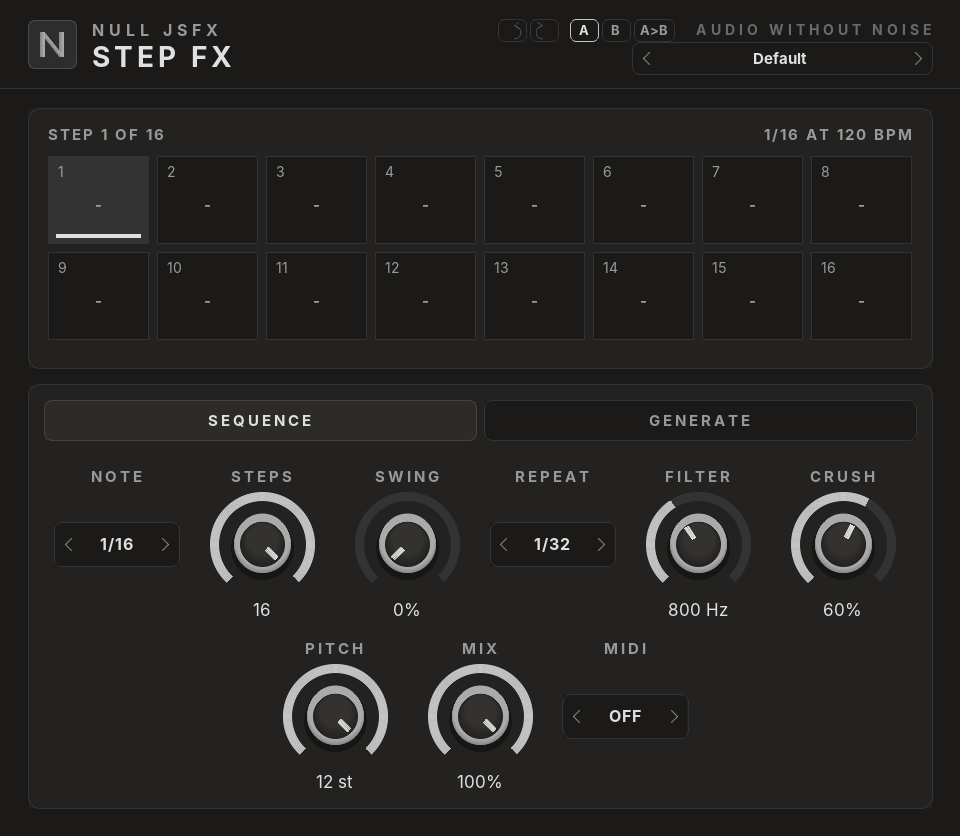 N
NULL JSFX
STEP FX
A B A>B
AUDIO WITHOUT NOISE
Default
STEP 1 OF 16
1/16 AT 120 BPM
1 2 3 4 5 6 7 8
- - - - - - - -
9 10 11 12 13 14 15 16
- - - - - - - -
SEQUENCE GENERATE
NOTE STEPS SWING REPEAT FILTER CRUSH
1/16 1/32
16 0% 800 Hz 60%
PITCH MIX MIDI
OFF
12 st 100%